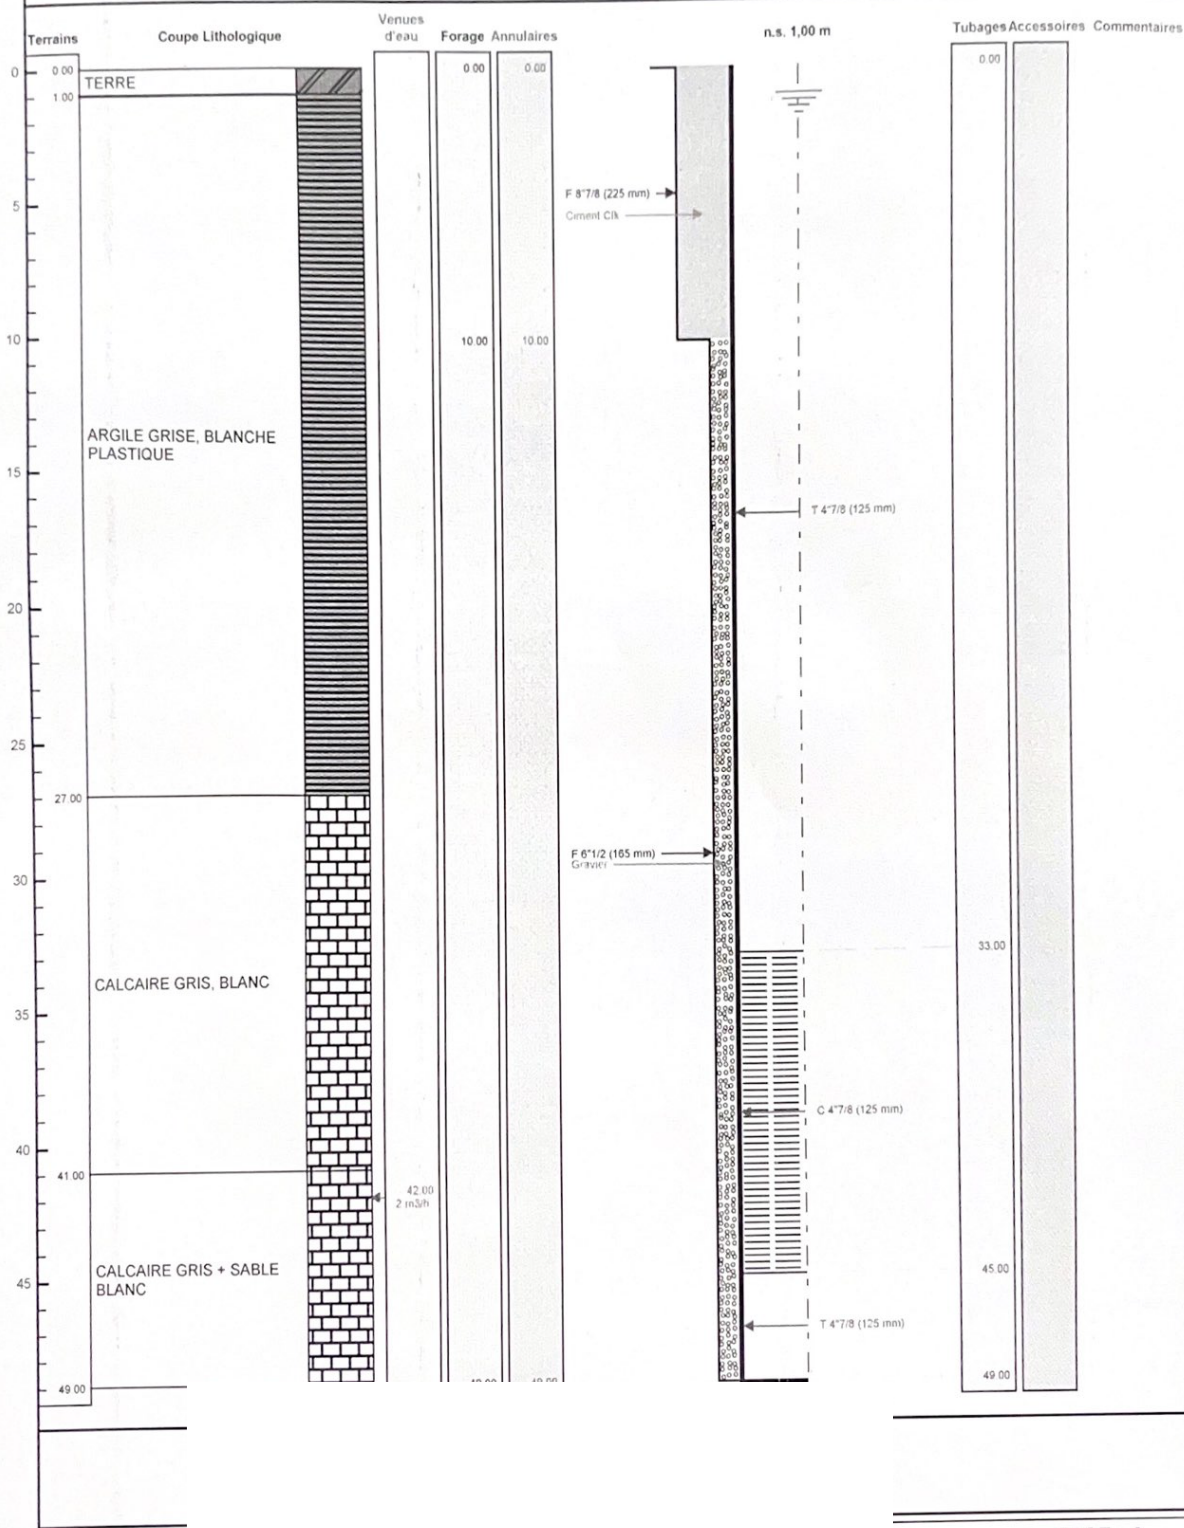 Terrains
Coupe Lithologique
Venues
d'eau
Forage
Annulaires
n.s. 1,00 m
Tubages
Accessoires
Commentaires
0
0.00
TERRE
0.00
0.00
0.00
1.00
F 8"7/8 (225 mm)
5
Ciment Clk
10
10.00
10.00
ARGILE GRISE, BLANCHE
PLASTIQUE
15
T 4"7/8 (125 mm)
20
25
27.00
F 6"1/2 (165 mm)
Gravier
30
33.00
CALCAIRE GRIS, BLANC
35
C 4"7/8 (125 mm)
40
41.00
42.00
2 m3/h
CALCAIRE GRIS + SABLE
BLANC
45
45.00
T 4"7/8 (125 mm)
49.00
49.00